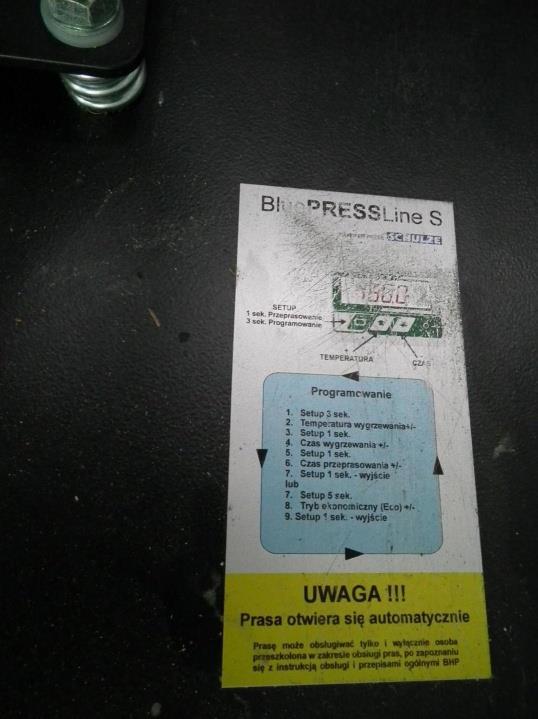 BluePRESSLine S
SCHULZE
SETUP
1 sek. Przeprasowanie
3 sek. Programowanie
TEMPERATURA
CZAS
Programowanie
1. Setup 3 sek.
2. Temperatura wygrzewania+/-
3. Setup 1 sek.
4. Czas wygrzewania +/-
5. Setup 1 sek.
6. Czas przeprasowania +/-
7. Setup 1 sek. - wyjście
lub
7. Setup 5 sek.
8. Tryb ekonomiczny (Eco) +/-
9. Setup 1 sek. - wyjście
UWAGA !!!
Prasa otwiera się automatycznie
Prasę może obsługiwać tylko i wyłącznie osoba
przeszkolona w zakresie obsługi pras, po zapoznaniu
się z instrukcją obsługi i przepisami ogólnymi BHP